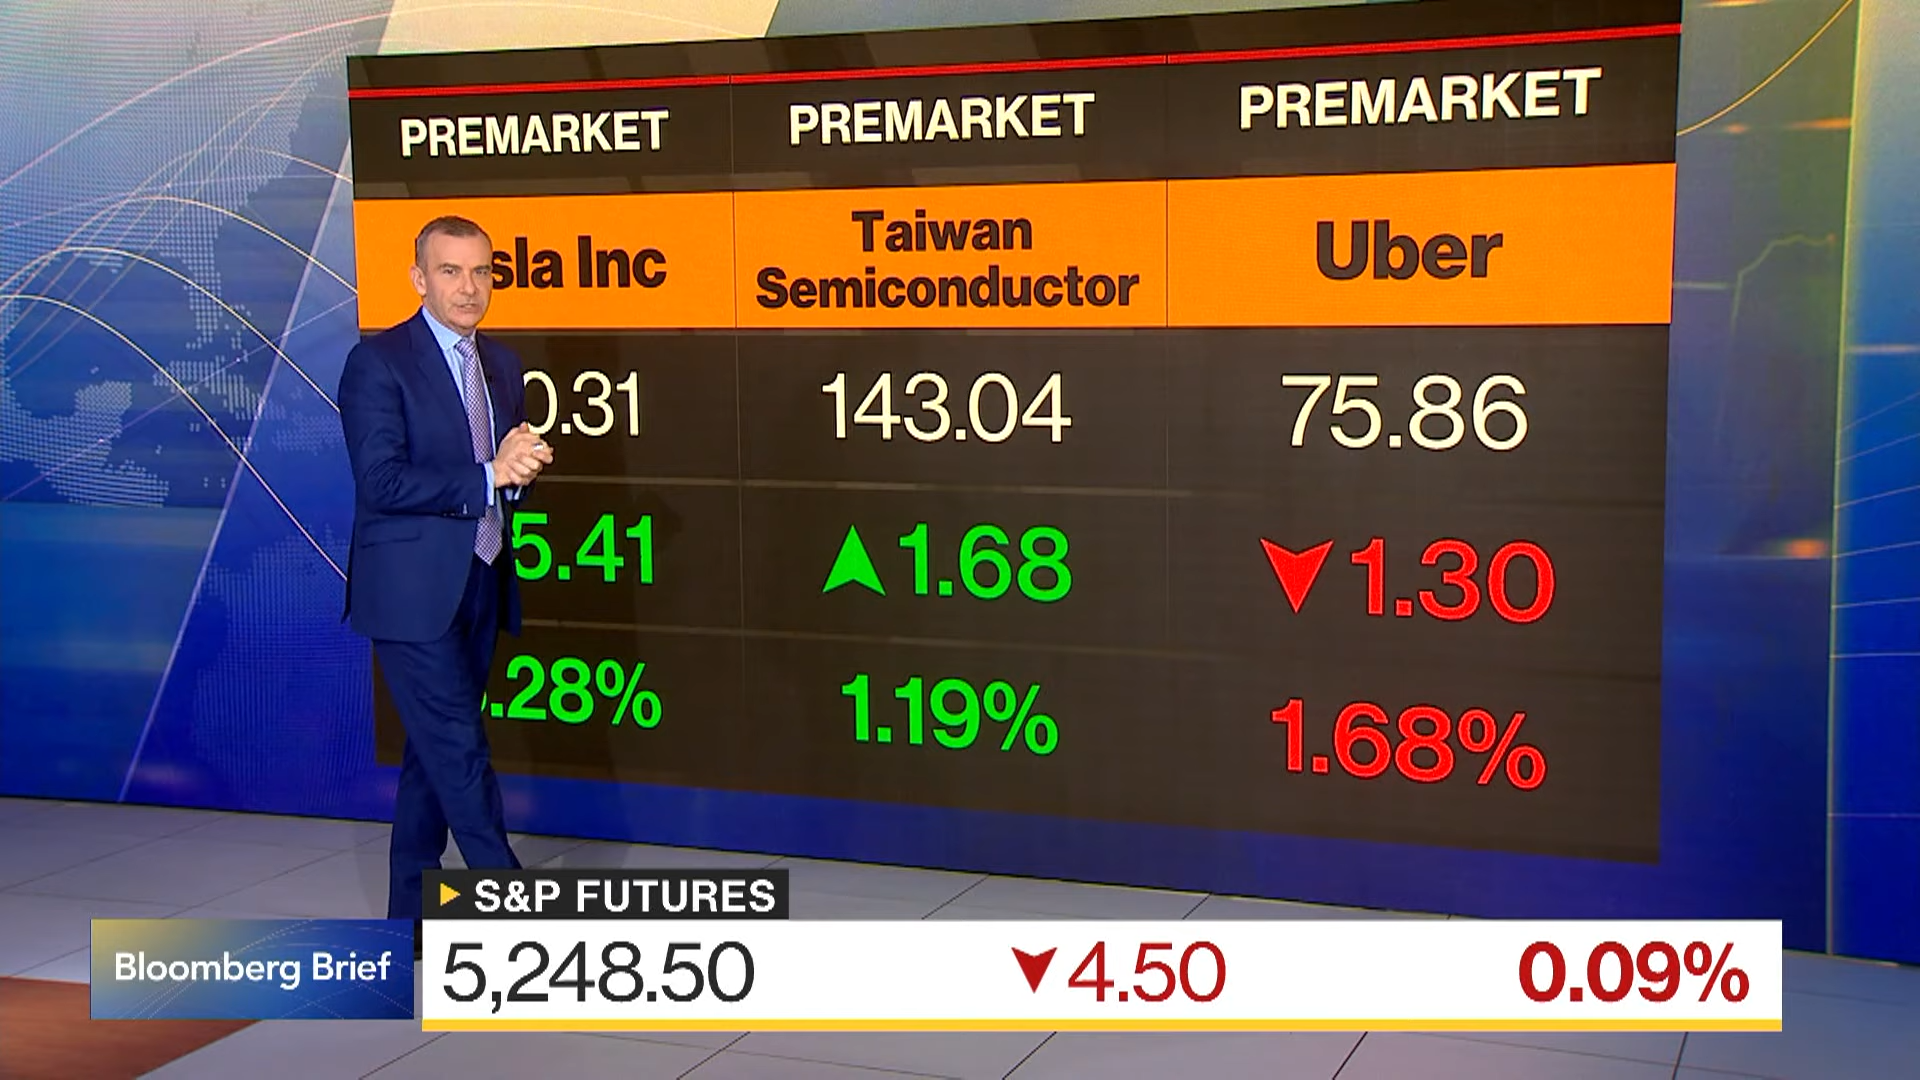 PREMARKET
PREMARKET
PREMARKET
sla Inc
Taiwan
Semiconductor
Uber
0.31
143.04
75.86
5.41
1.68
1.30
.28%
1.19%
1.68%
S&P FUTURES
Bloomberg Brief
5,248.50
4.50
0.09%